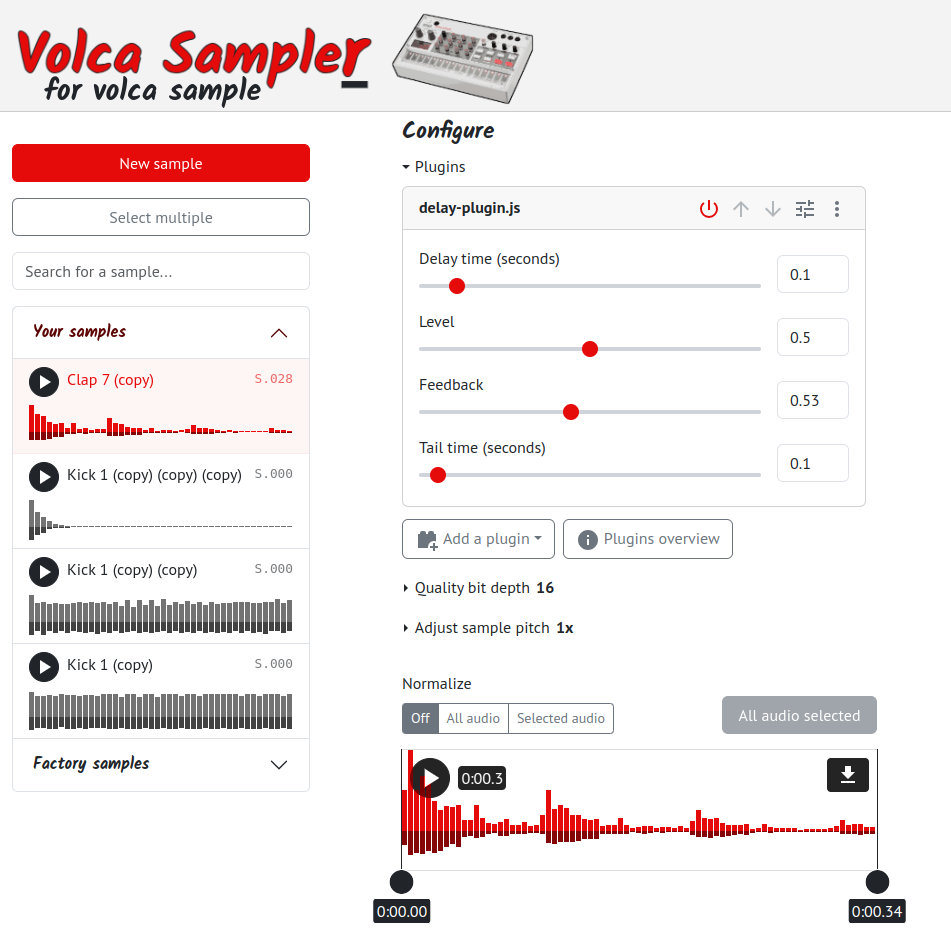 Volca Sampler
for volca sample
New sample
Select multiple
Search for a sample...
Your samples
Clap 7 (copy) S.028
Kick 1 (copy) (copy) (copy) S.000
Kick 1 (copy) (copy) S.000
Kick 1 (copy) S.000
Factory samples
Configure
Plugins
delay-plugin.js
Delay time (seconds)
0.1
Level
0.5
Feedback
0.53
Tail time (seconds)
0.1
Add a plugin
Plugins overview
Quality bit depth 16
Adjust sample pitch 1x
Normalize
Off All audio Selected audio
All audio selected
0:00.3
0:00.00
0:00.34